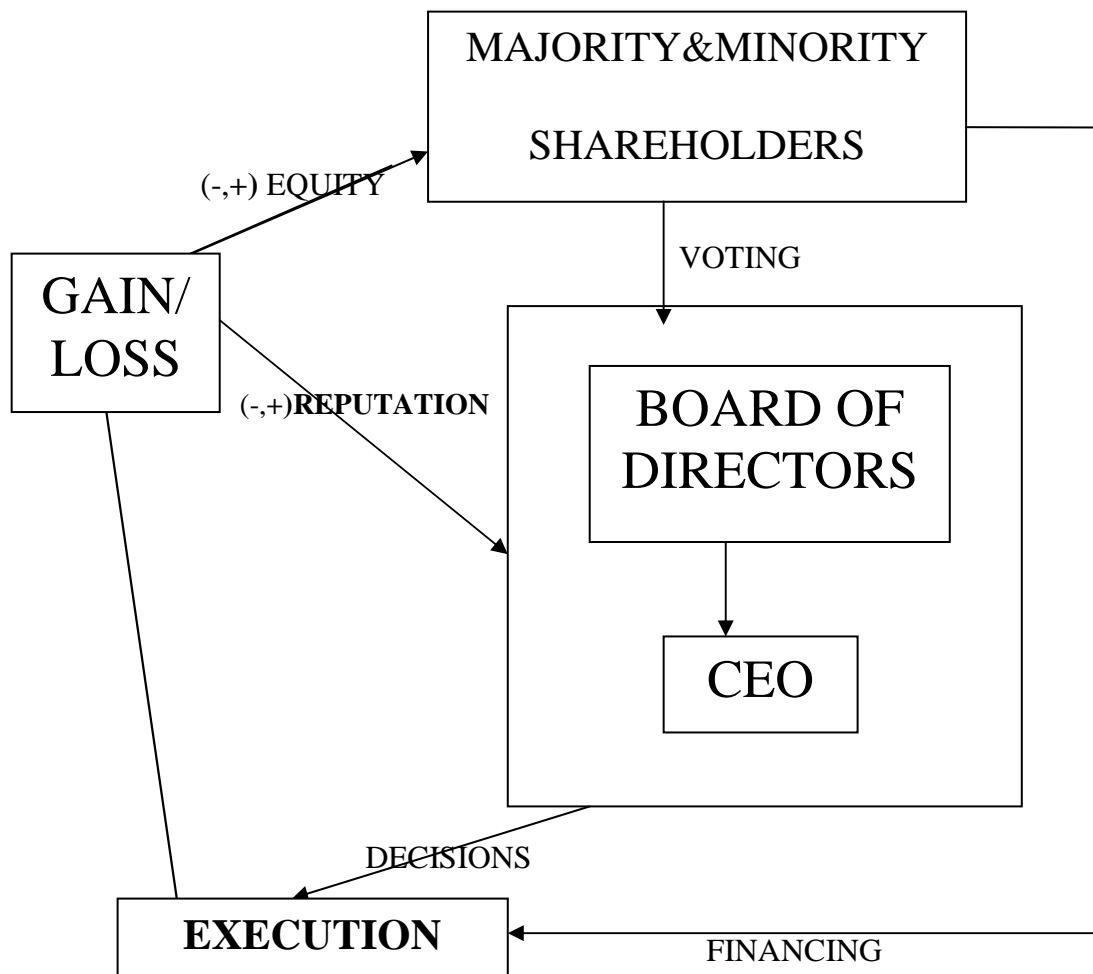 MAJORITY&MINORITY
SHAREHOLDERS
(-,+) EQUITY
VOTING
GAIN/
LOSS
(-,+)REPUTATION
BOARD OF
DIRECTORS
CEO
DECISIONS
EXECUTION
FINANCING